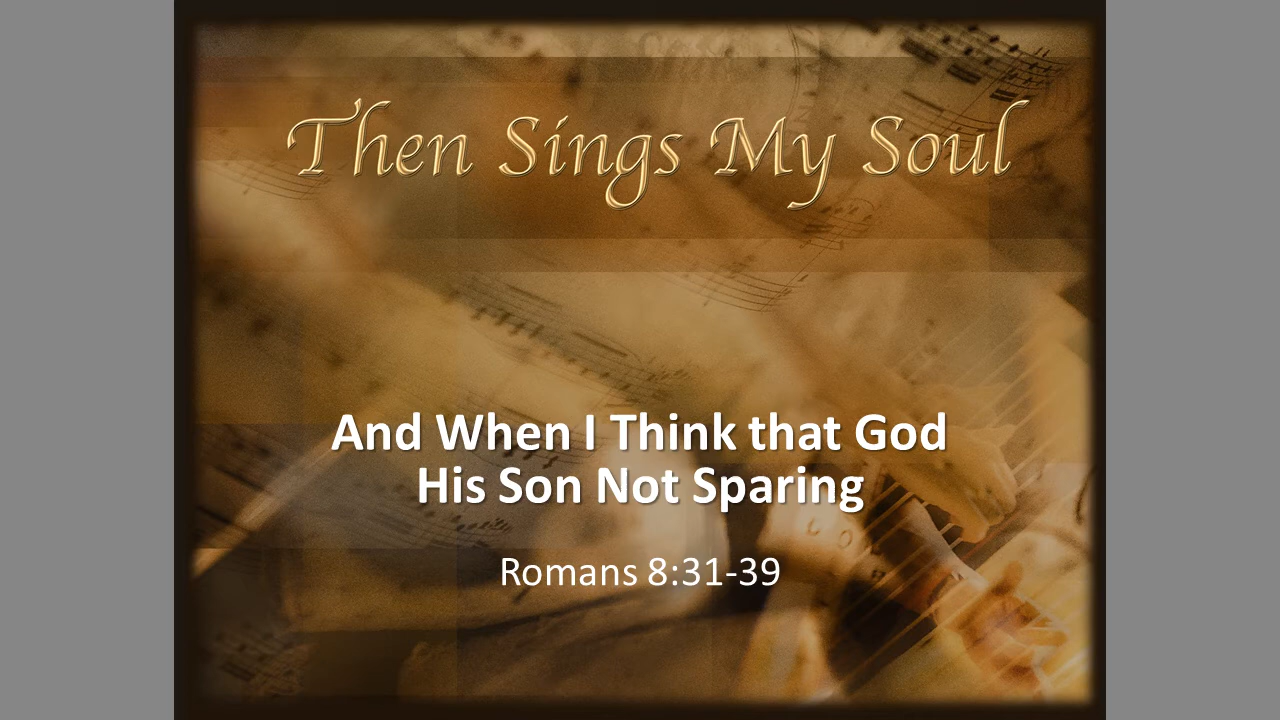 Then Sings My Soul
And When I Think that God
His Son Not Sparing
Romans 8:31-39